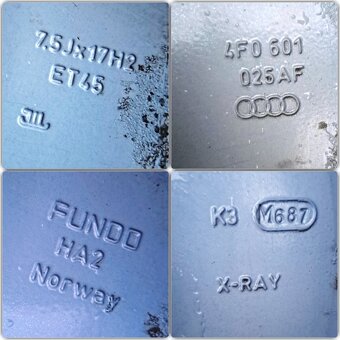 7.5Jx17H2
ET45
4F0 601
025AF
FUNDO
HA2
Norway
K3 M687
X-RAY